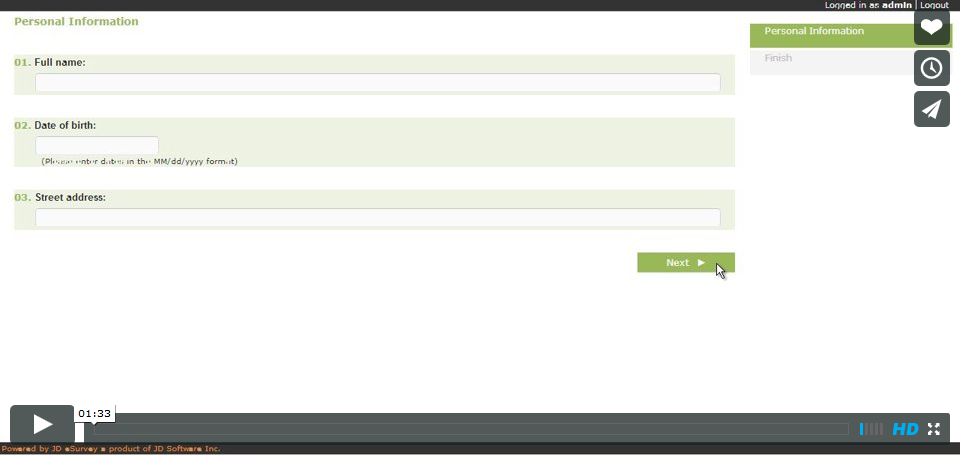 Logged in as admin | Logout
Personal Information
Personal Information
Finish
01. Full name:
02. Date of birth:
(Please enter dates in the MM/dd/yyyy format)
03. Street address:
Next
01:33
HD
Powered by JD eSurvey a product of JD Software Inc.